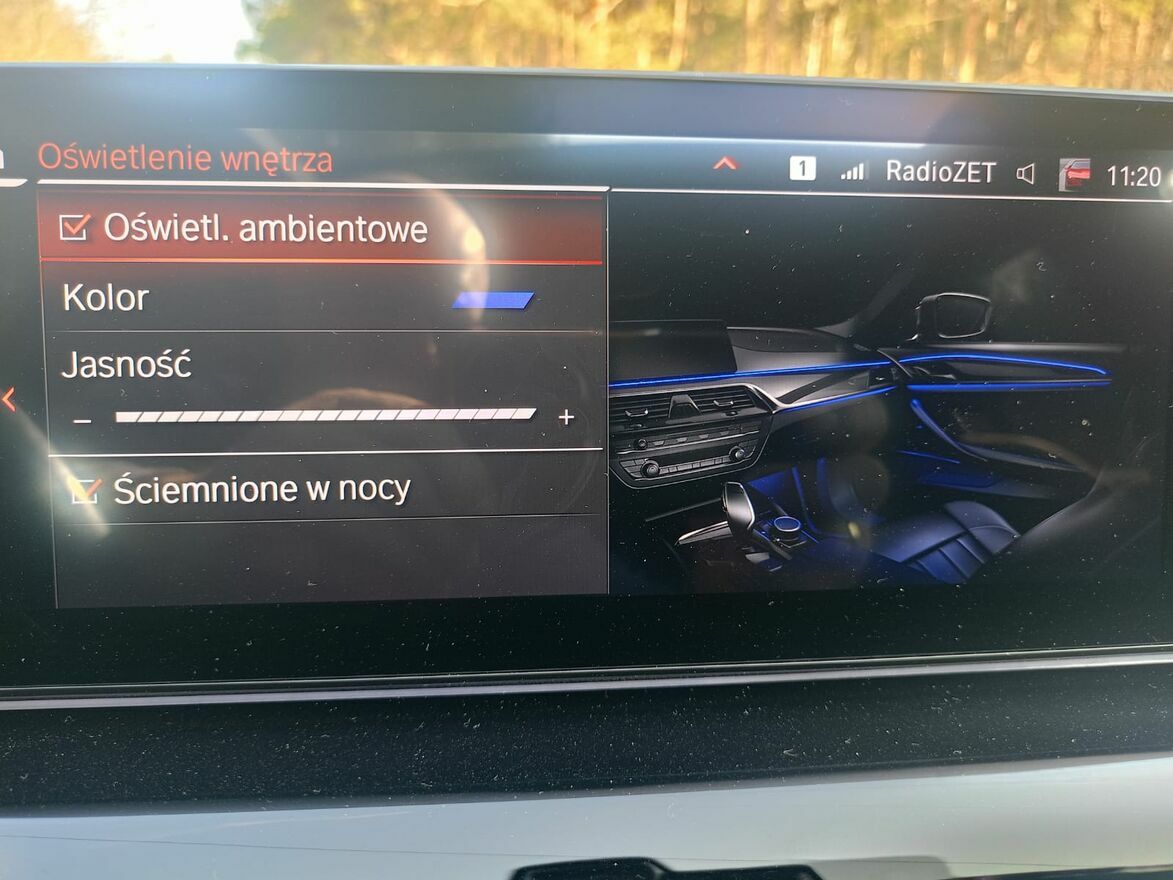 Oświetlenie wnętrza
1 RadioZET 11:20
Oświetl. ambientowe
Kolor
Jasność
- +
Ściemnione w nocy